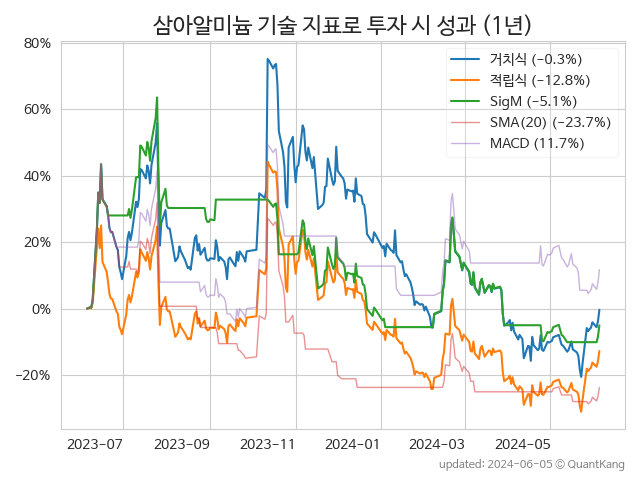 삼아알미늄 기술 지표로 투자 시 성과 (1년)
80%
60%
40%
20%
0%
−20%
거치식 (−0.3%)
적립식 (−12.8%)
SigM (−5.1%)
SMA(20) (−23.7%)
MACD (11.7%)
2023-07
2023-09
2023-11
2024-01
2024-03
2024-05
updated: 2024-06-05 ⓒ QuantKang